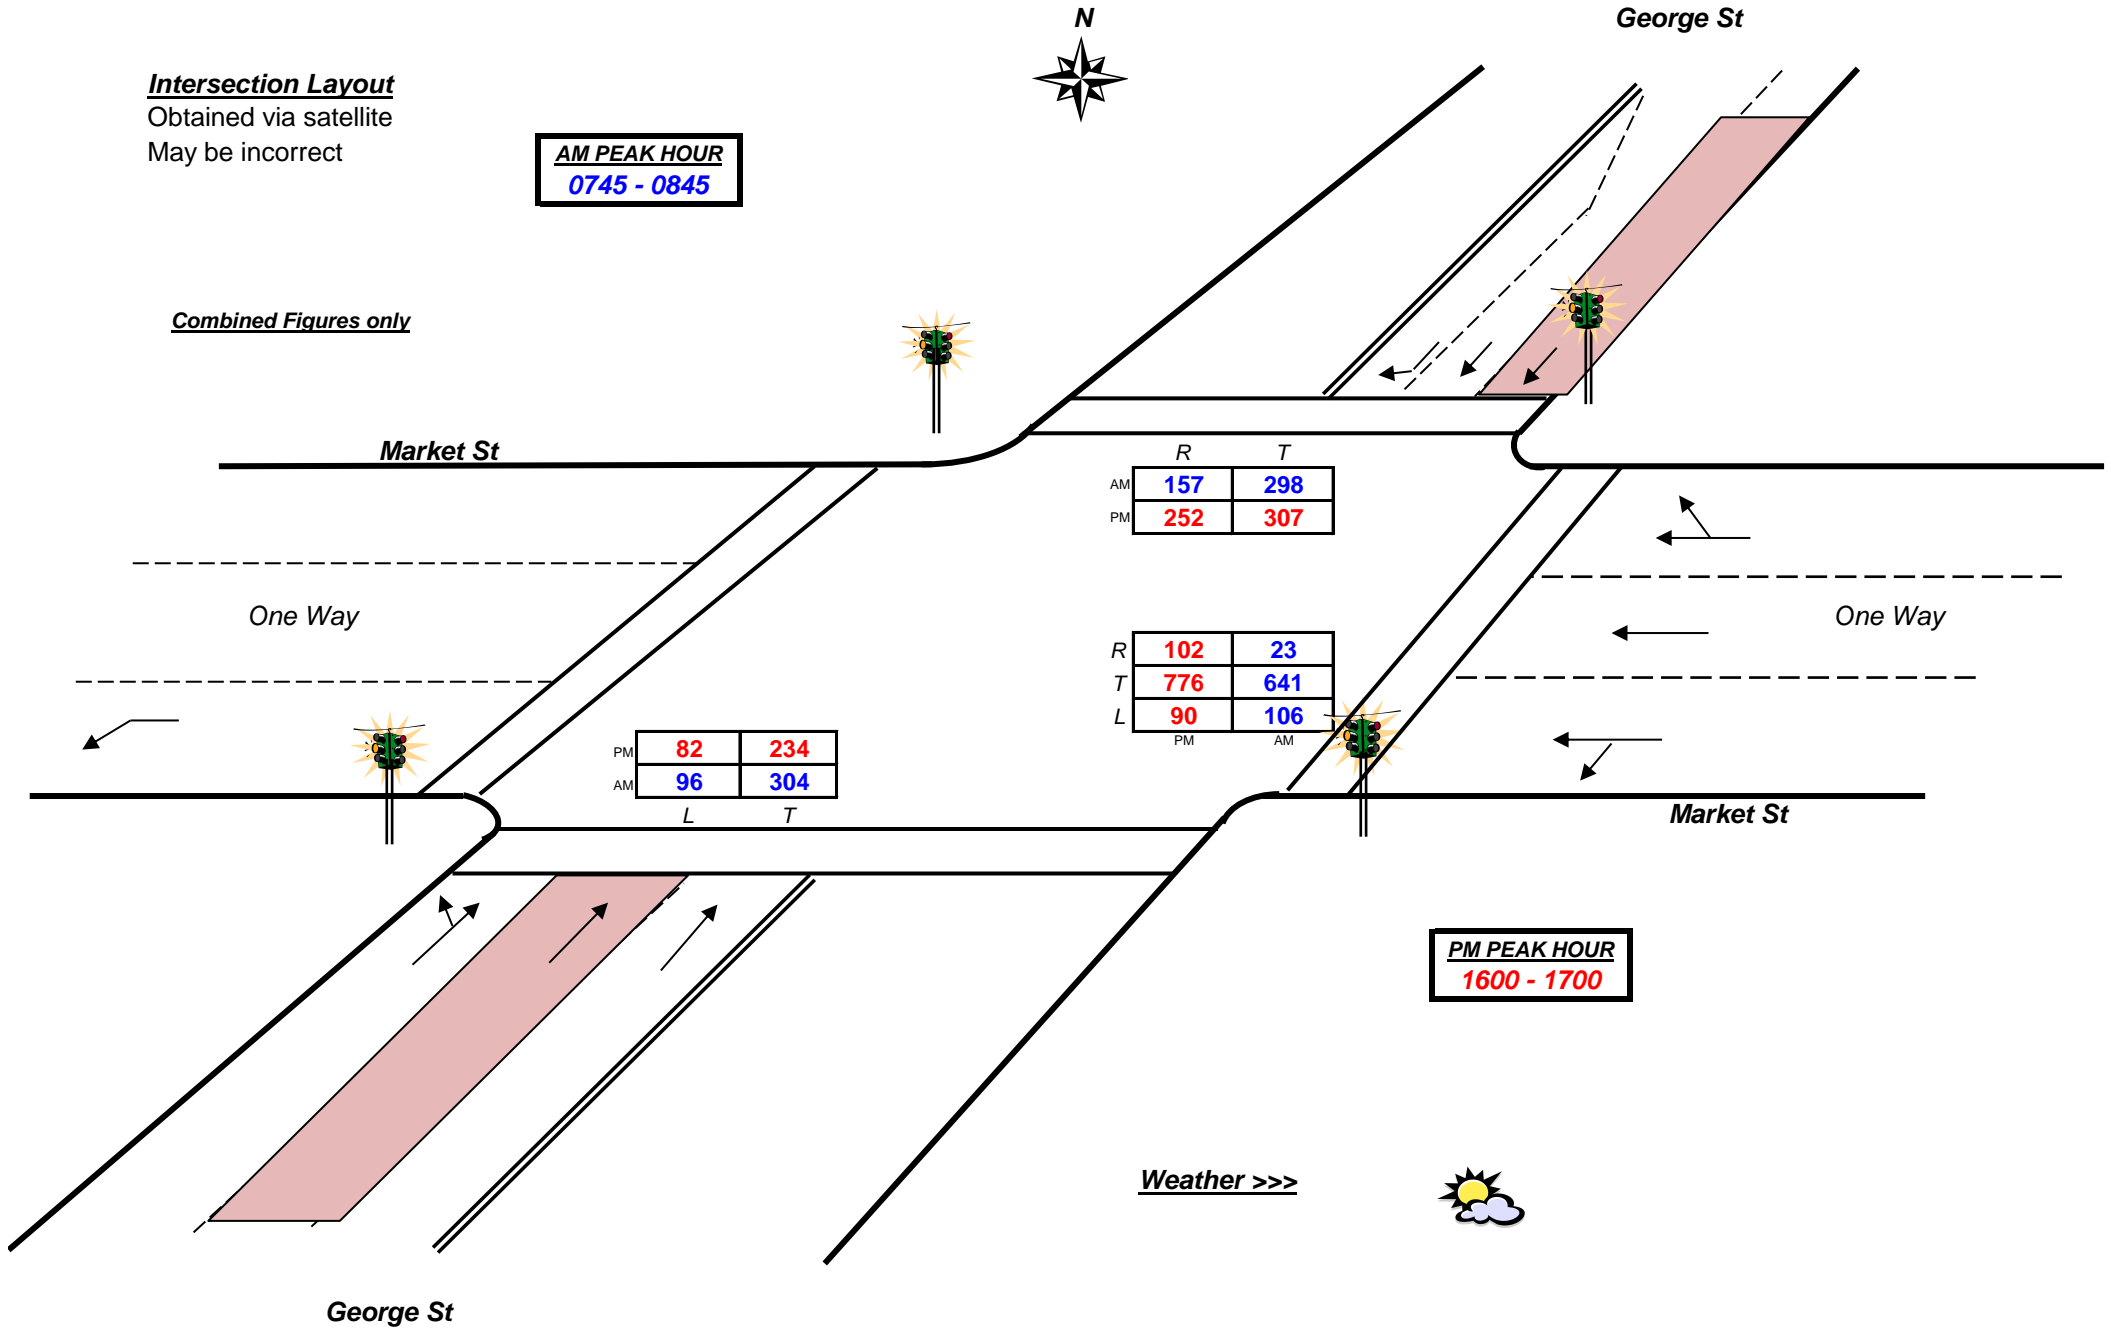 N
George St
Intersection Layout
Obtained via satellite
May be incorrect
AM PEAK HOUR
0745 - 0845
Combined Figures only
Market St
R T
AM 157 298
PM 252 307
One Way
One Way
R 102 23
T 776 641
L 90 106
PM AM
PM 82 234
AM 96 304
L T
Market St
PM PEAK HOUR
1600 - 1700
Weather >>>
George St